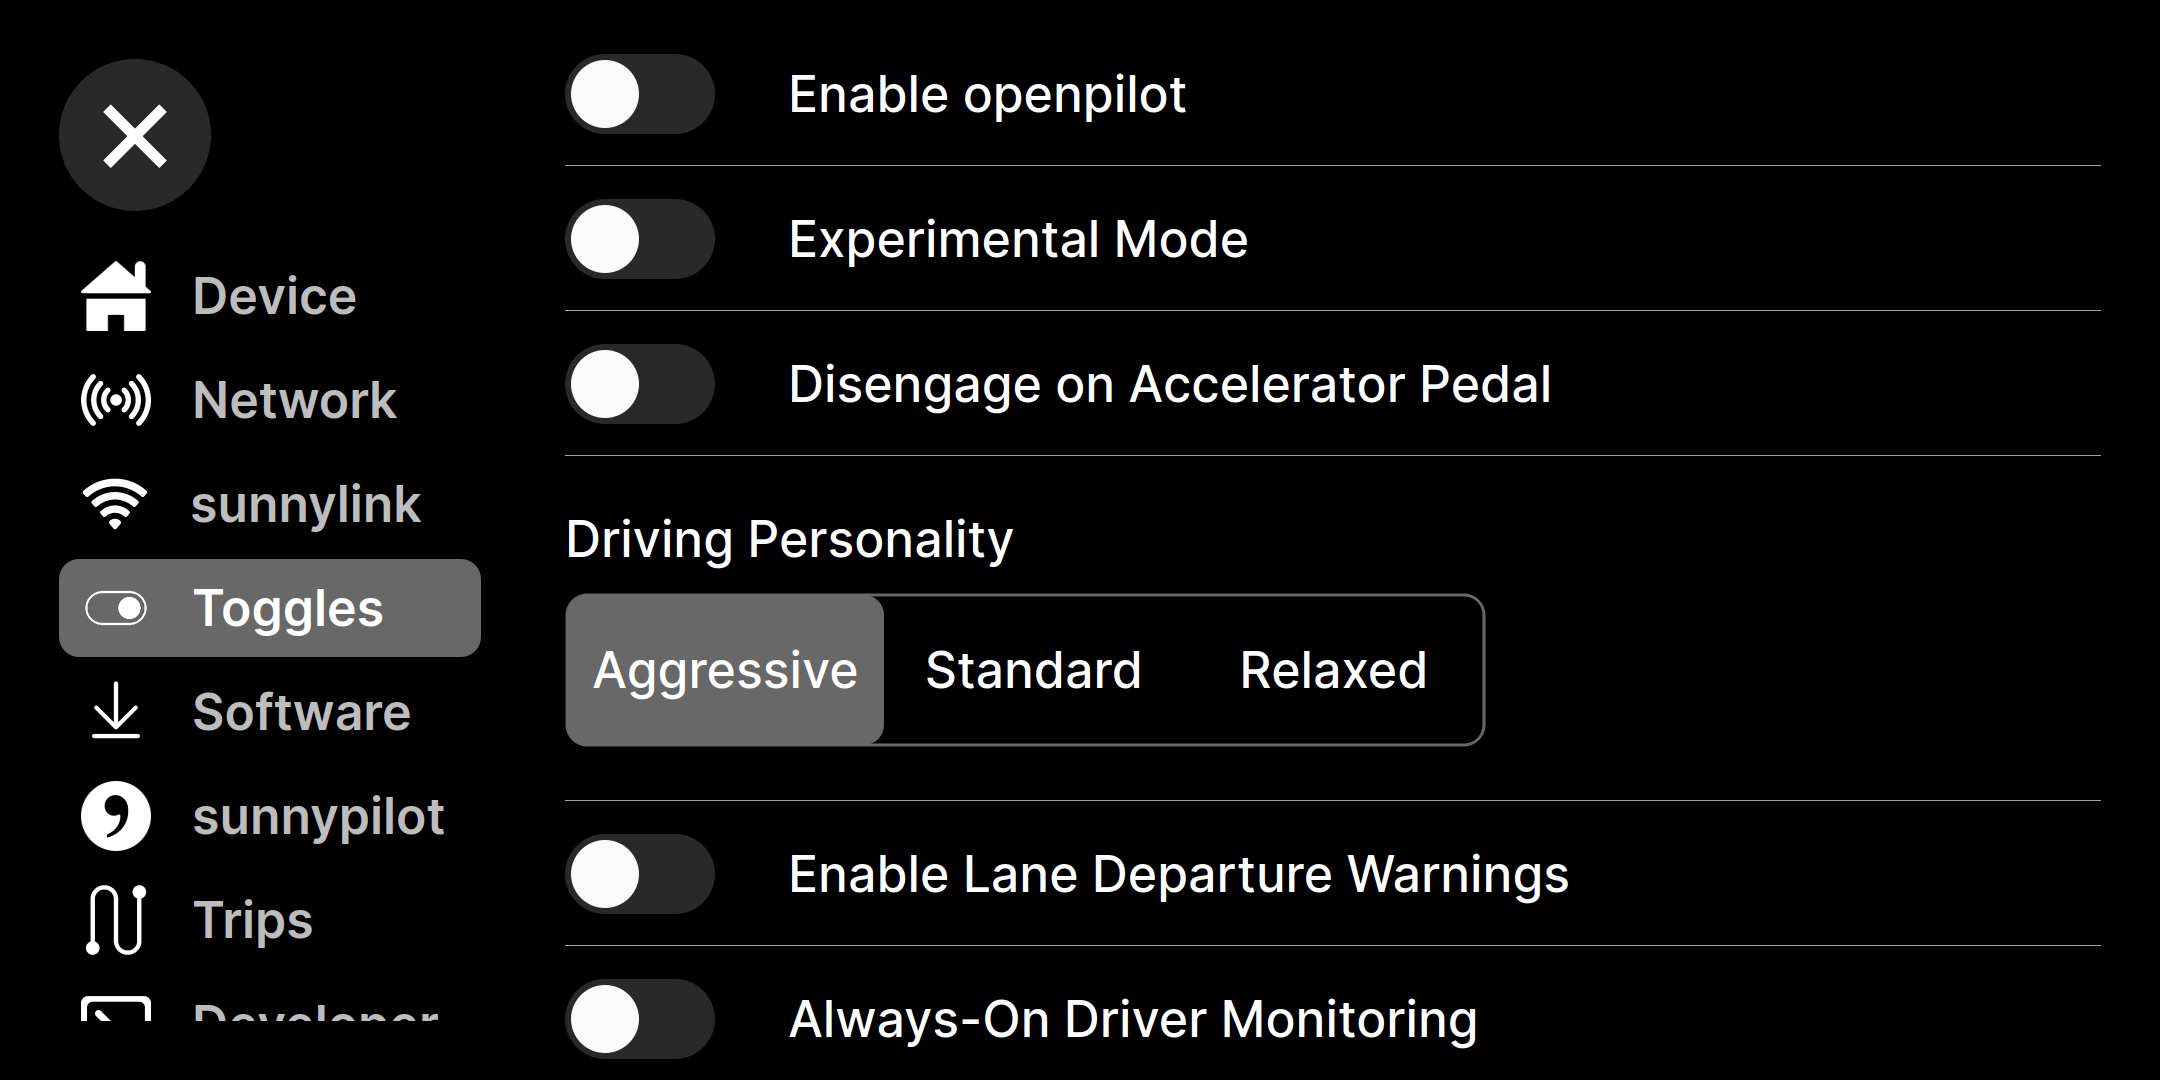 Device
Network
sunnylink
Toggles
Software
sunnypilot
Trips
Developer
Enable openpilot
Experimental Mode
Disengage on Accelerator Pedal
Driving Personality
Aggressive Standard Relaxed
Enable Lane Departure Warnings
Always-On Driver Monitoring